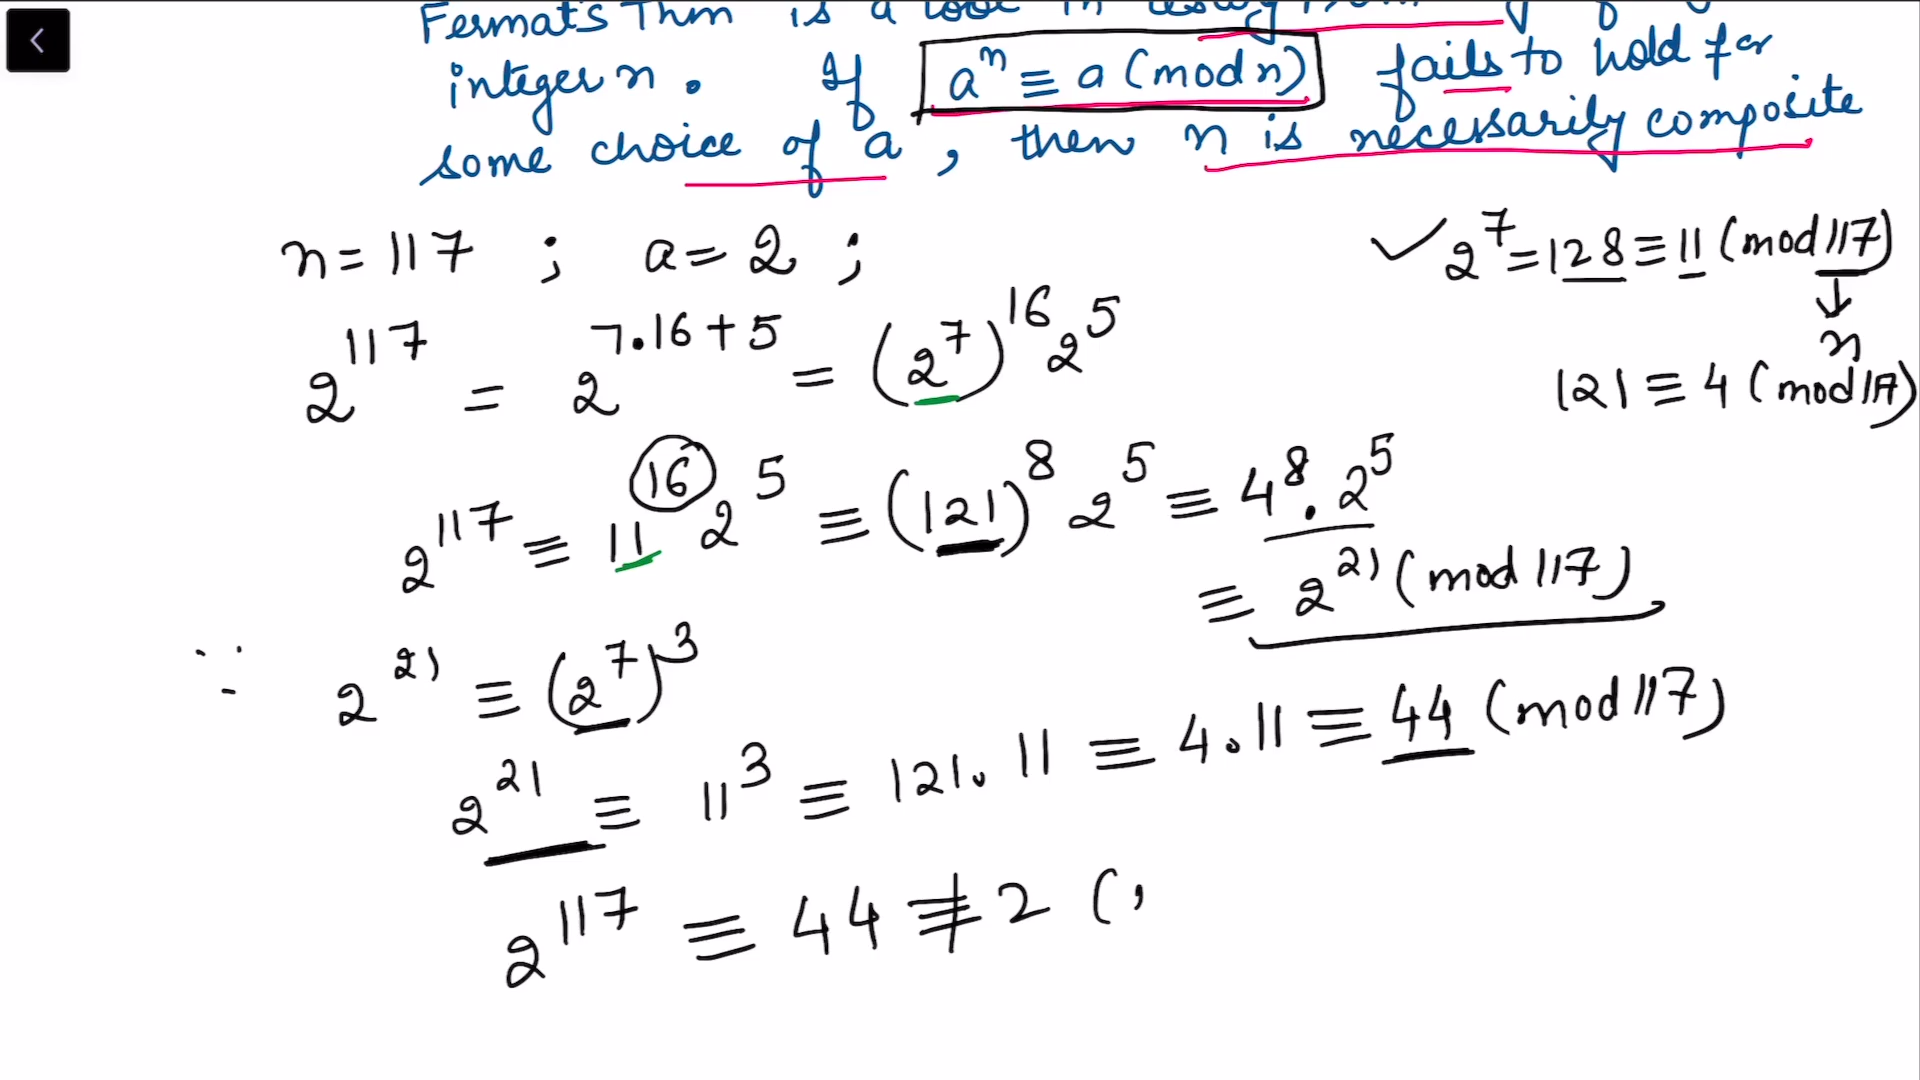 Fermat's Thm is a tool in testing
integer n. If aⁿ ≡ a (mod n) fails to hold for
some choice of a, then n is necessarily composite
n = 117 ; a = 2 ;
✓ 2⁷ = 128 ≡ 11 (mod 117)
↓
n
2¹¹⁷ = 2^(7.16+5) = (2⁷)¹⁶ 2⁵
121 ≡ 4 (mod 117)
2¹¹⁷ ≡ 11¹⁶ 2⁵ ≡ (121)⁸ 2⁵ ≡ 4⁸ . 2⁵
≡ 2²¹ (mod 117)
∵ 2²¹ ≡ (2⁷)³
2²¹ ≡ 11³ ≡ 121 . 11 ≡ 4 . 11 ≡ 44 (mod 117)
2¹¹⁷ ≡ 44 ≢ 2 (